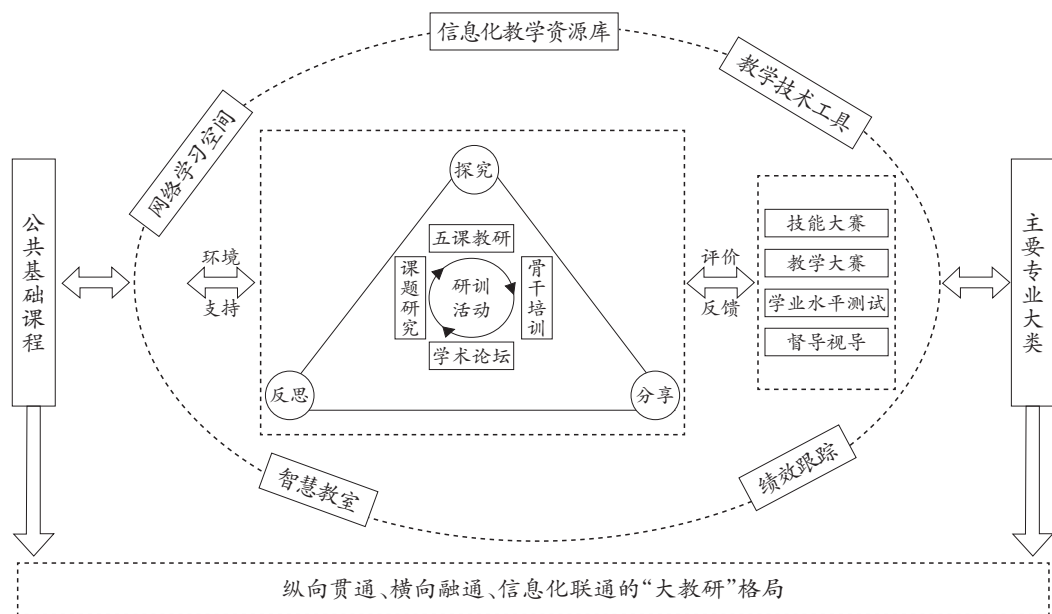 信息化教学资源库
教学技术工具
网络学习空间
公共基础课程
环境
支持
探究
五课教研
课题研究
研训
活动
骨干培训
学术论坛
反思
分享
评价
反馈
技能大赛
教学大赛
学业水平测试
督导视导
主要专业大类
智慧教室
绩效跟踪
纵向贯通、横向融通、信息化联通的“大教研”格局